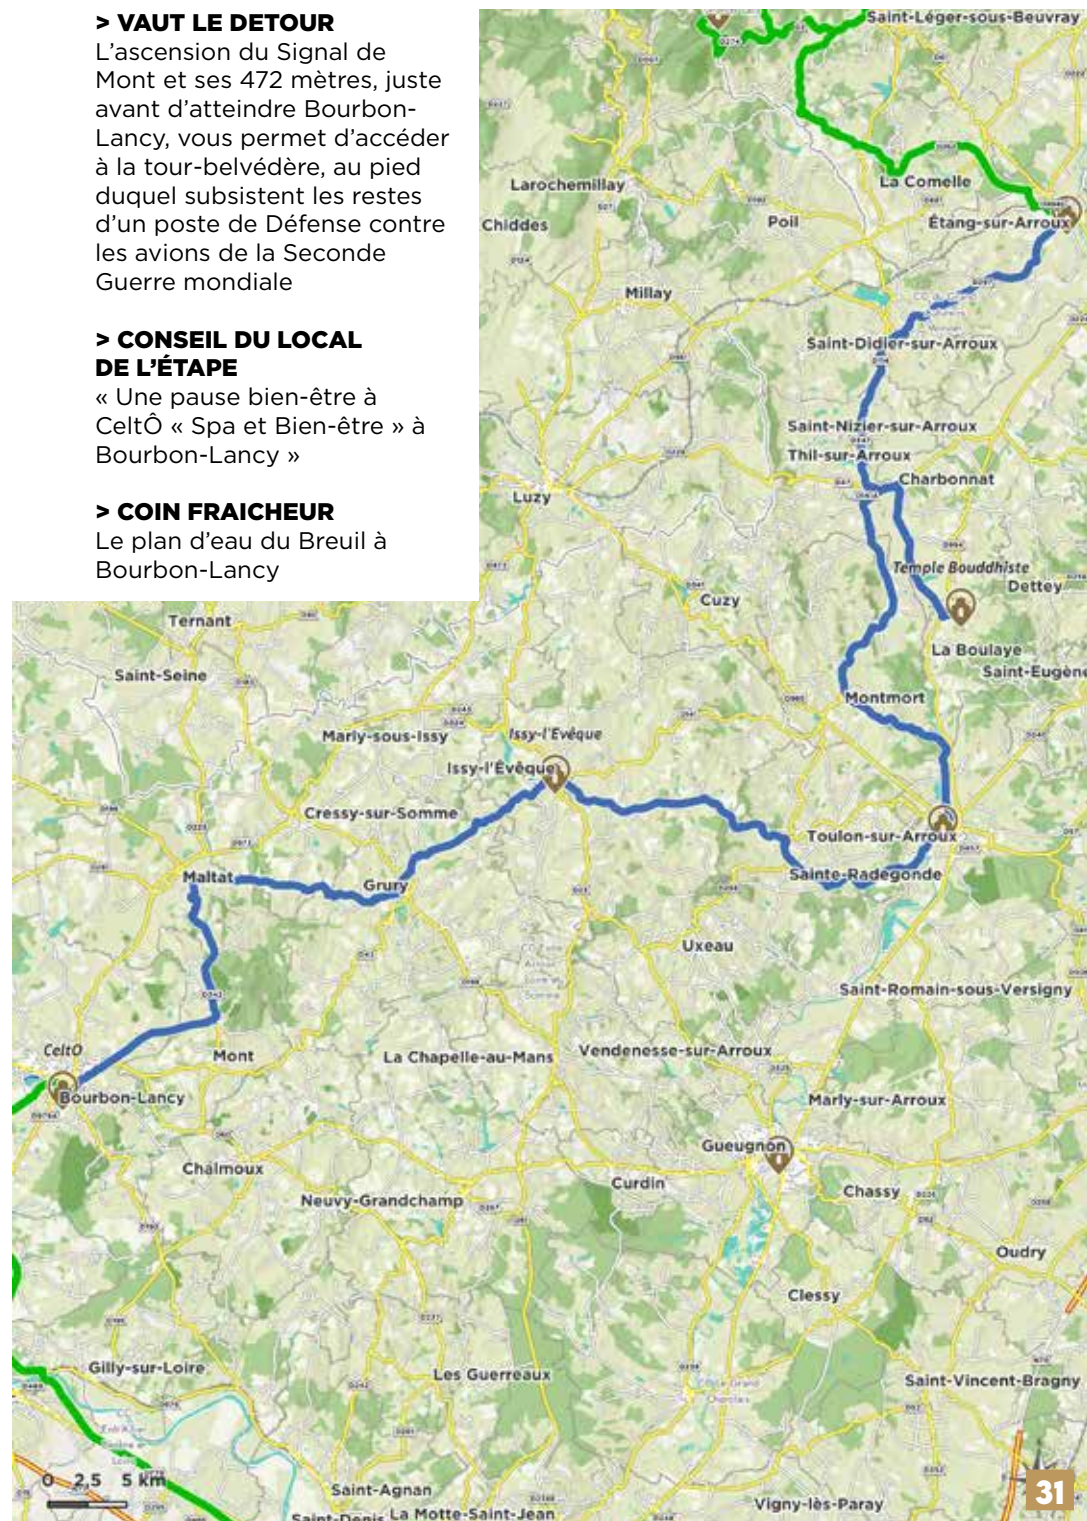 > VAUT LE DETOUR
L’ascension du Signal de
Mont et ses 472 mètres, juste
avant d’atteindre Bourbon-
Lancy, vous permet d’accéder
à la tour-belvédère, au pied
duquel subsistent les restes
d’un poste de Défense contre
les avions de la Seconde
Guerre mondiale
> CONSEIL DU LOCAL
DE L’ÉTAPE
« Une pause bien-être à
CeltÔ « Spa et Bien-être » à
Bourbon-Lancy »
> COIN FRAICHEUR
Le plan d’eau du Breuil à
Bourbon-Lancy
Saint-Léger-sous-Beuvray
Larochemillay
La Comelle
Chiddes
Poil
Étang-sur-Arroux
Millay
Saint-Didier-sur-Arroux
Saint-Nizier-sur-Arroux
Thil-sur-Arroux
Charbonnat
Luzy
Temple Bouddhiste
Dettey
Cuzy
Ternant
La Boulaye
Saint-Eugène
Saint-Seine
Montmort
Marly-sous-Issy
Issy-l'Evêque
Issy-l'Évêque
Cressy-sur-Somme
Toulon-sur-Arroux
Maltat
Grury
Sainte-Radegonde
Uxeau
Saint-Romain-sous-Versigny
CeltO
Mont
La Chapelle-au-Mans
Vendenesse-sur-Arroux
Bourbon-Lancy
Marly-sur-Arroux
Gueugnon
Chalmoux
Curdin
Chassy
Neuvy-Grandchamp
Oudry
Clessy
Gilly-sur-Loire
Les Guerreaux
Saint-Vincent-Bragny
0 2,5 5 km
Saint-Agnan
Vigny-lès-Paray
Saint-Denis
La Motte-Saint-Jean
31